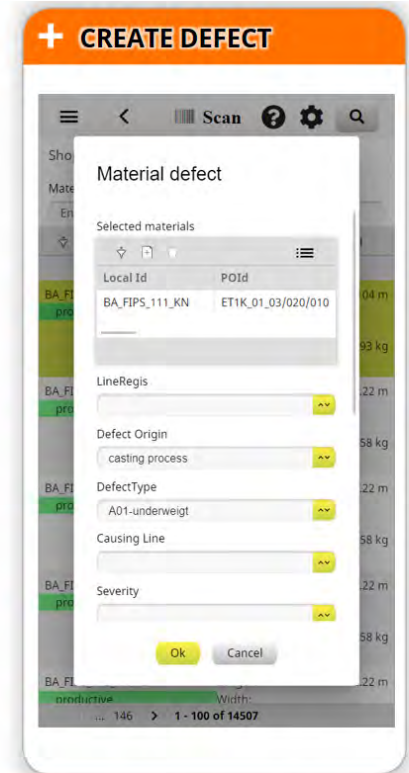 + CREATE DEFECT
Scan
Sho
Mate
En
Material defect
Selected materials
Local Id POId
BA_FIPS_111_KN ET1K_01_03/020/010
LineRegis
Defect Origin
casting process
DefectType
A01-underweigt
Causing Line
Severity
Ok Cancel
BA_FI 04 m
pro
93 kg
BA_FI .22 m
pro
58 kg
BA_FI .22 m
pro
58 kg
BA_FI .22 m
pro
58 kg
.22 m
productive Width:
... 146 > 1 - 100 of 14507